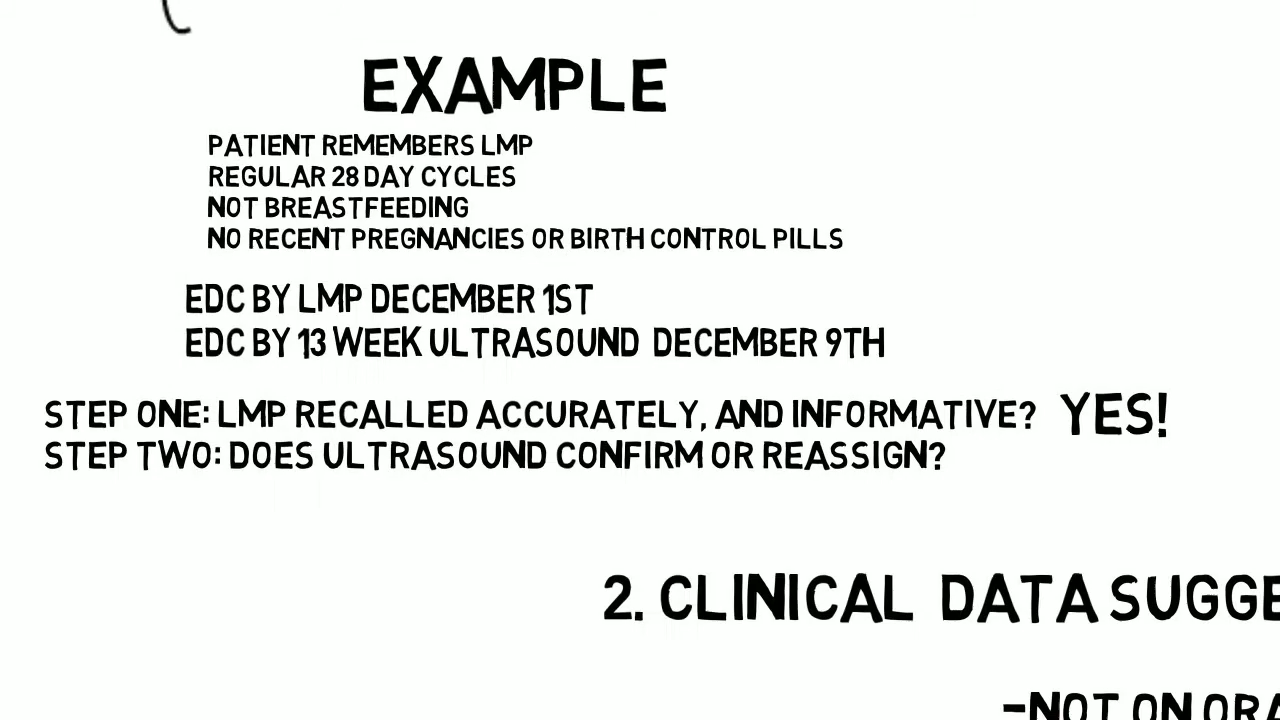 EXAMPLE
PATIENT REMEMBERS LMP
REGULAR 28 DAY CYCLES
NOT BREASTFEEDING
NO RECENT PREGNANCIES OR BIRTH CONTROL PILLS
EDC BY LMP DECEMBER 1ST
EDC BY 13 WEEK ULTRASOUND DECEMBER 9TH
STEP ONE: LMP RECALLED ACCURATELY, AND INFORMATIVE? YES!
STEP TWO: DOES ULTRASOUND CONFIRM OR REASSIGN?
2. CLINICAL DATA
-NOT ON